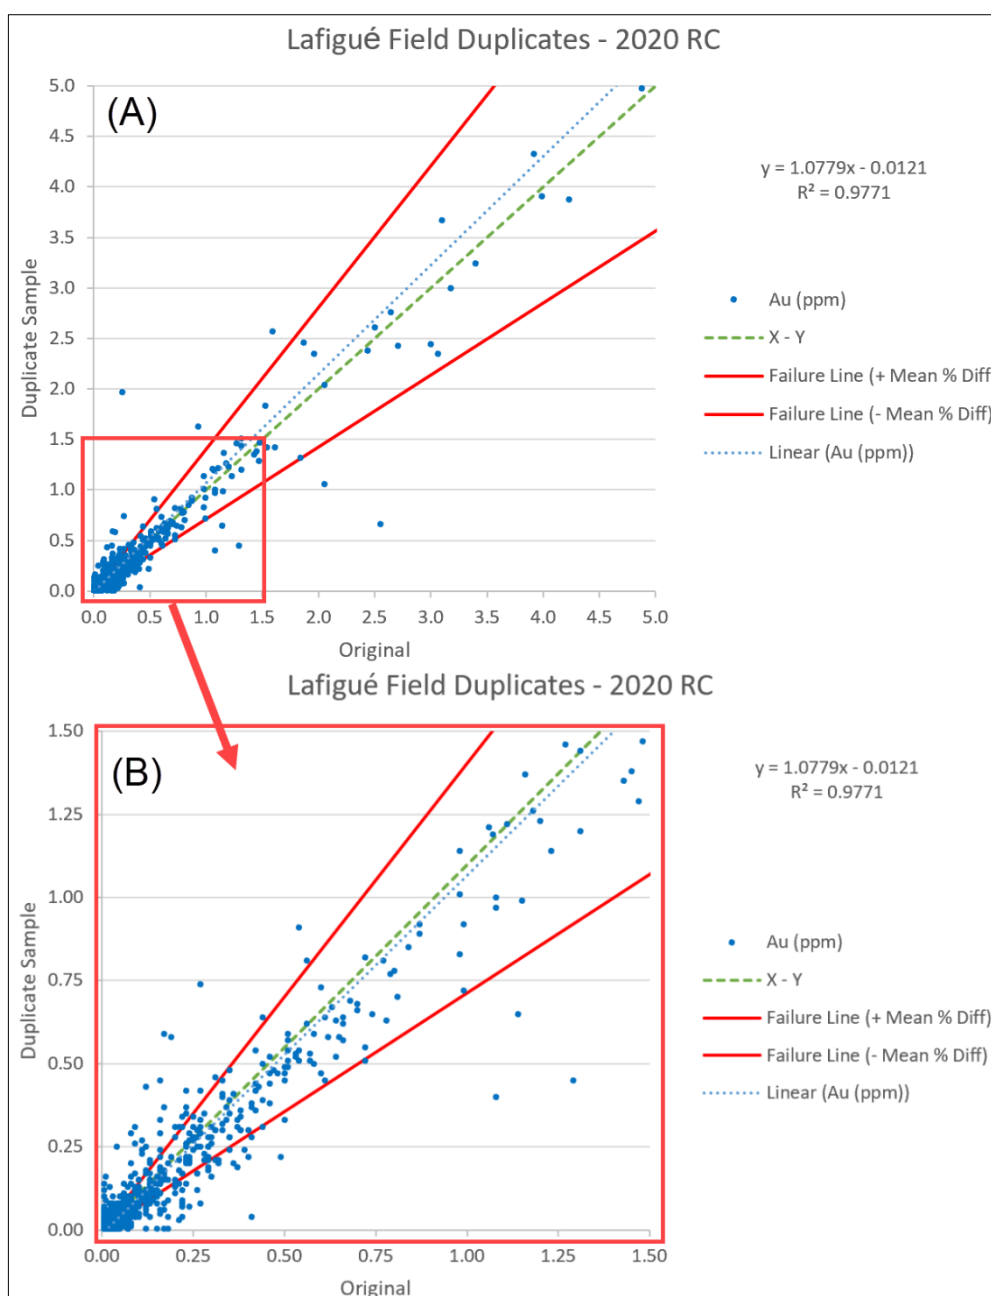 Lafigué Field Duplicates - 2020 RC
(A)
5.0
4.5
4.0
3.5
3.0
2.5
2.0
1.5
1.0
0.5
0.0
Duplicate Sample
0.0 0.5 1.0 1.5 2.0 2.5 3.0 3.5 4.0 4.5 5.0
Original
y = 1.0779x - 0.0121
R² = 0.9771
Au (ppm)
X - Y
Failure Line (+ Mean % Diff)
Failure Line (- Mean % Diff)
Linear (Au (ppm))
Lafigué Field Duplicates - 2020 RC
(B)
1.50
1.25
1.00
0.75
0.50
0.25
0.00
Duplicate Sample
0.00 0.25 0.50 0.75 1.00 1.25 1.50
Original
y = 1.0779x - 0.0121
R² = 0.9771
Au (ppm)
X - Y
Failure Line (+ Mean % Diff)
Failure Line (- Mean % Diff)
Linear (Au (ppm))